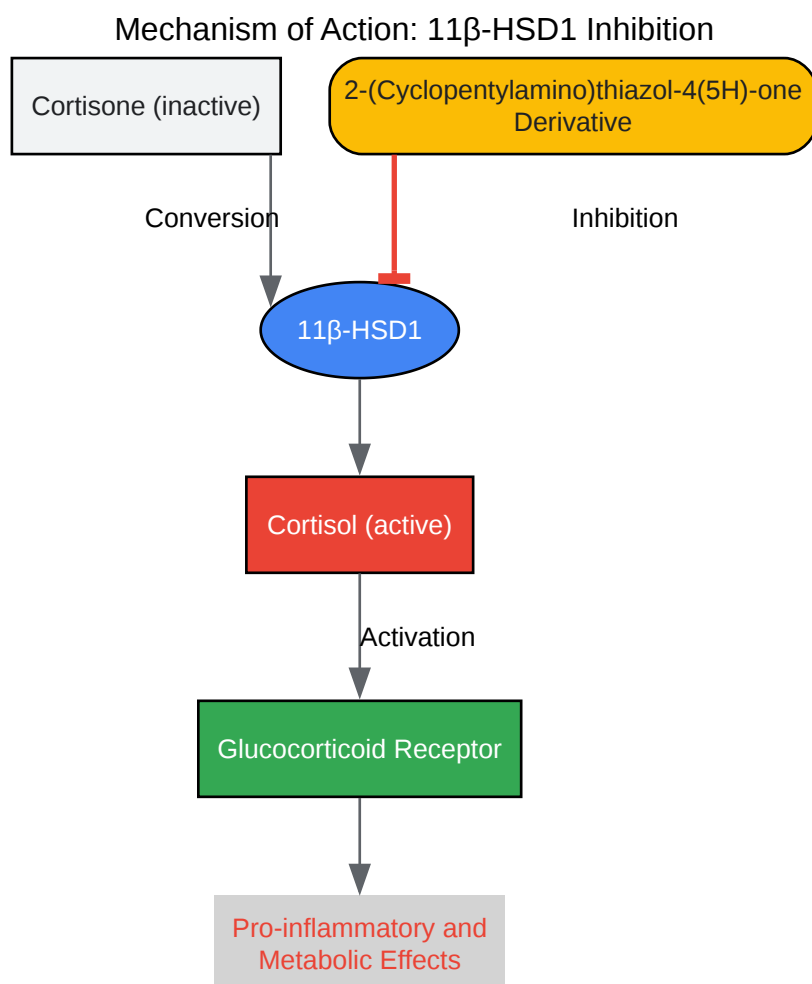 Mechanism of Action: 11β-HSD1 Inhibition
Cortisone (inactive)
2-(Cyclopentylamino)thiazol-4(5H)-one
Derivative
Conversion
Inhibition
11β-HSD1
Cortisol (active)
Activation
Glucocorticoid Receptor
Pro-inflammatory and
Metabolic Effects